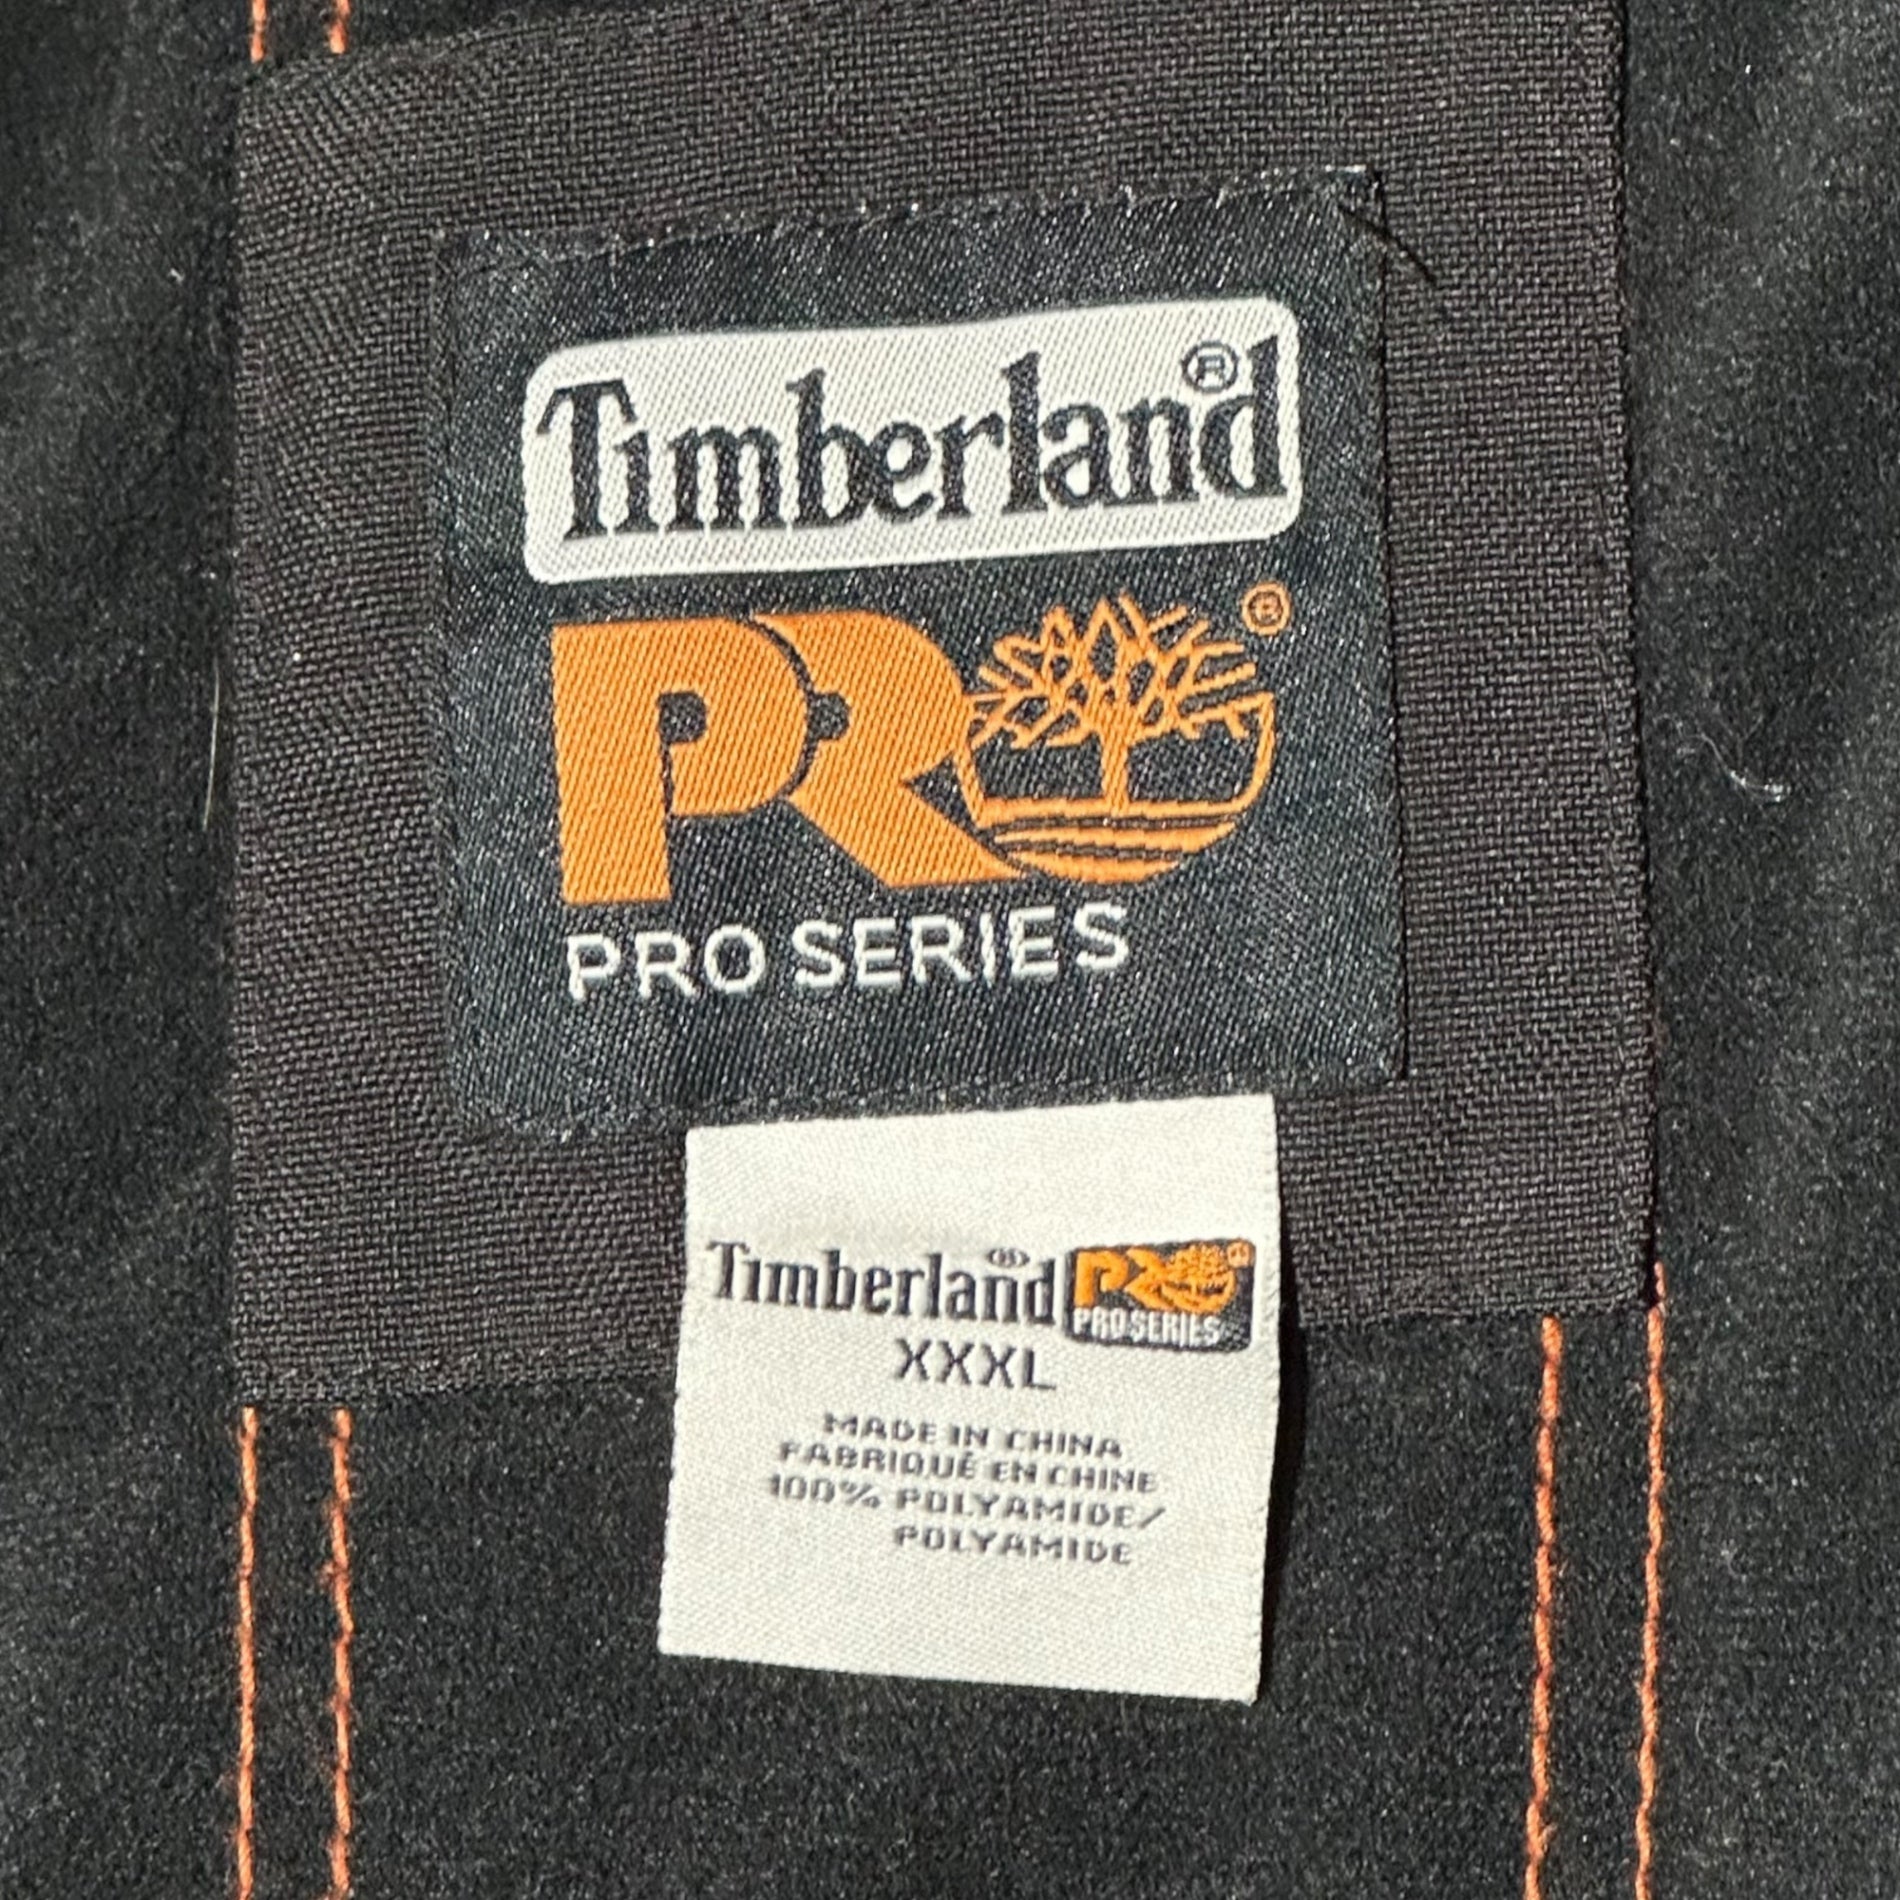 Timberland®
PRO®
PRO SERIES
Timberland® PRO®
PRO SERIES
XXXL
MADE IN CHINA
FABRIQUÉ EN CHINE
100% POLYAMIDE/
POLYAMIDE